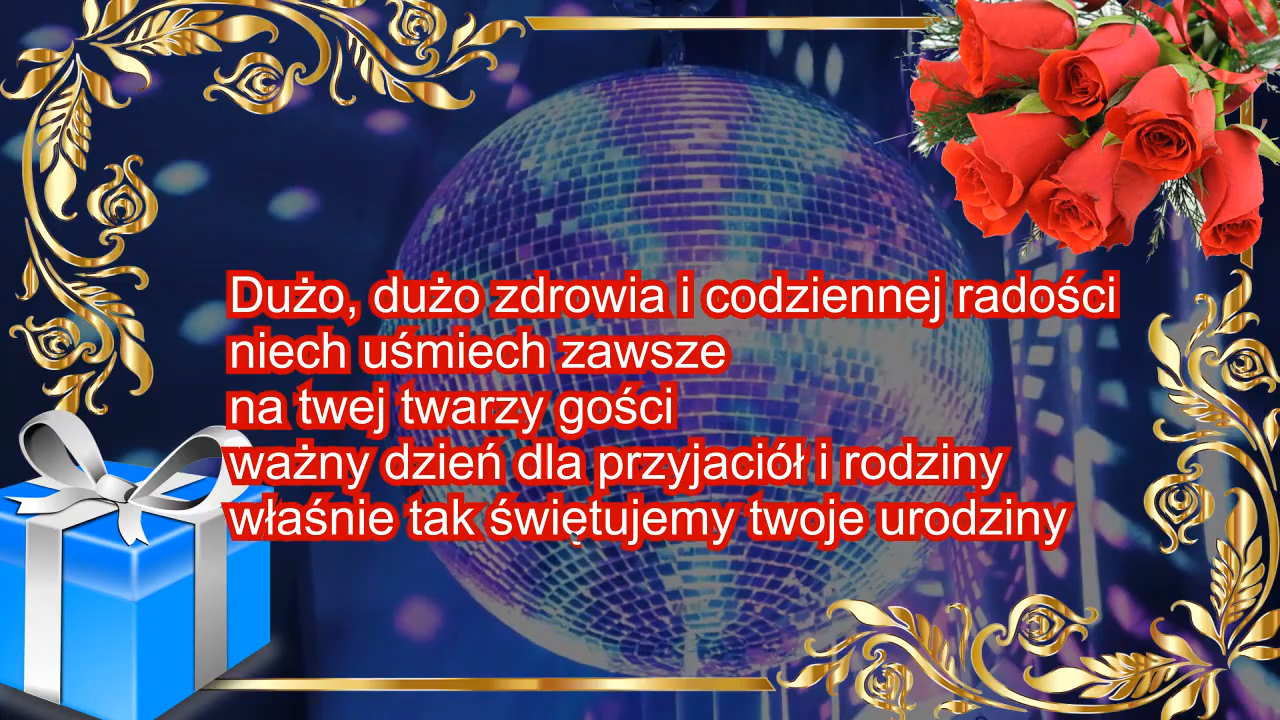 Dużo, dużo zdrowia i codziennej radości
niech uśmiech zawsze
na twej twarzy gości
ważny dzień dla przyjaciół i rodziny
właśnie tak świętujemy twoje urodziny